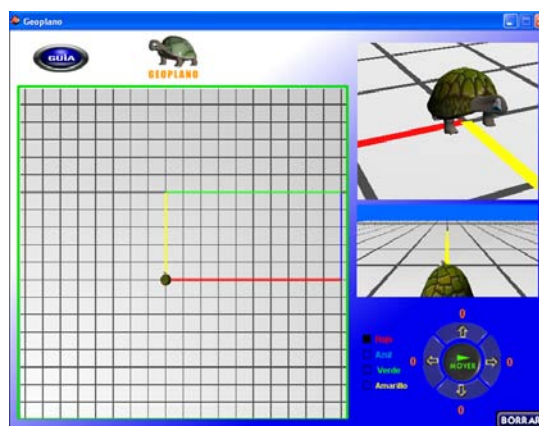 Geoplano
GUÍA
GEOPLANO
0
Rojo
Azul
0
0
Verde
MOVER
Amarillo
0
BORRAR